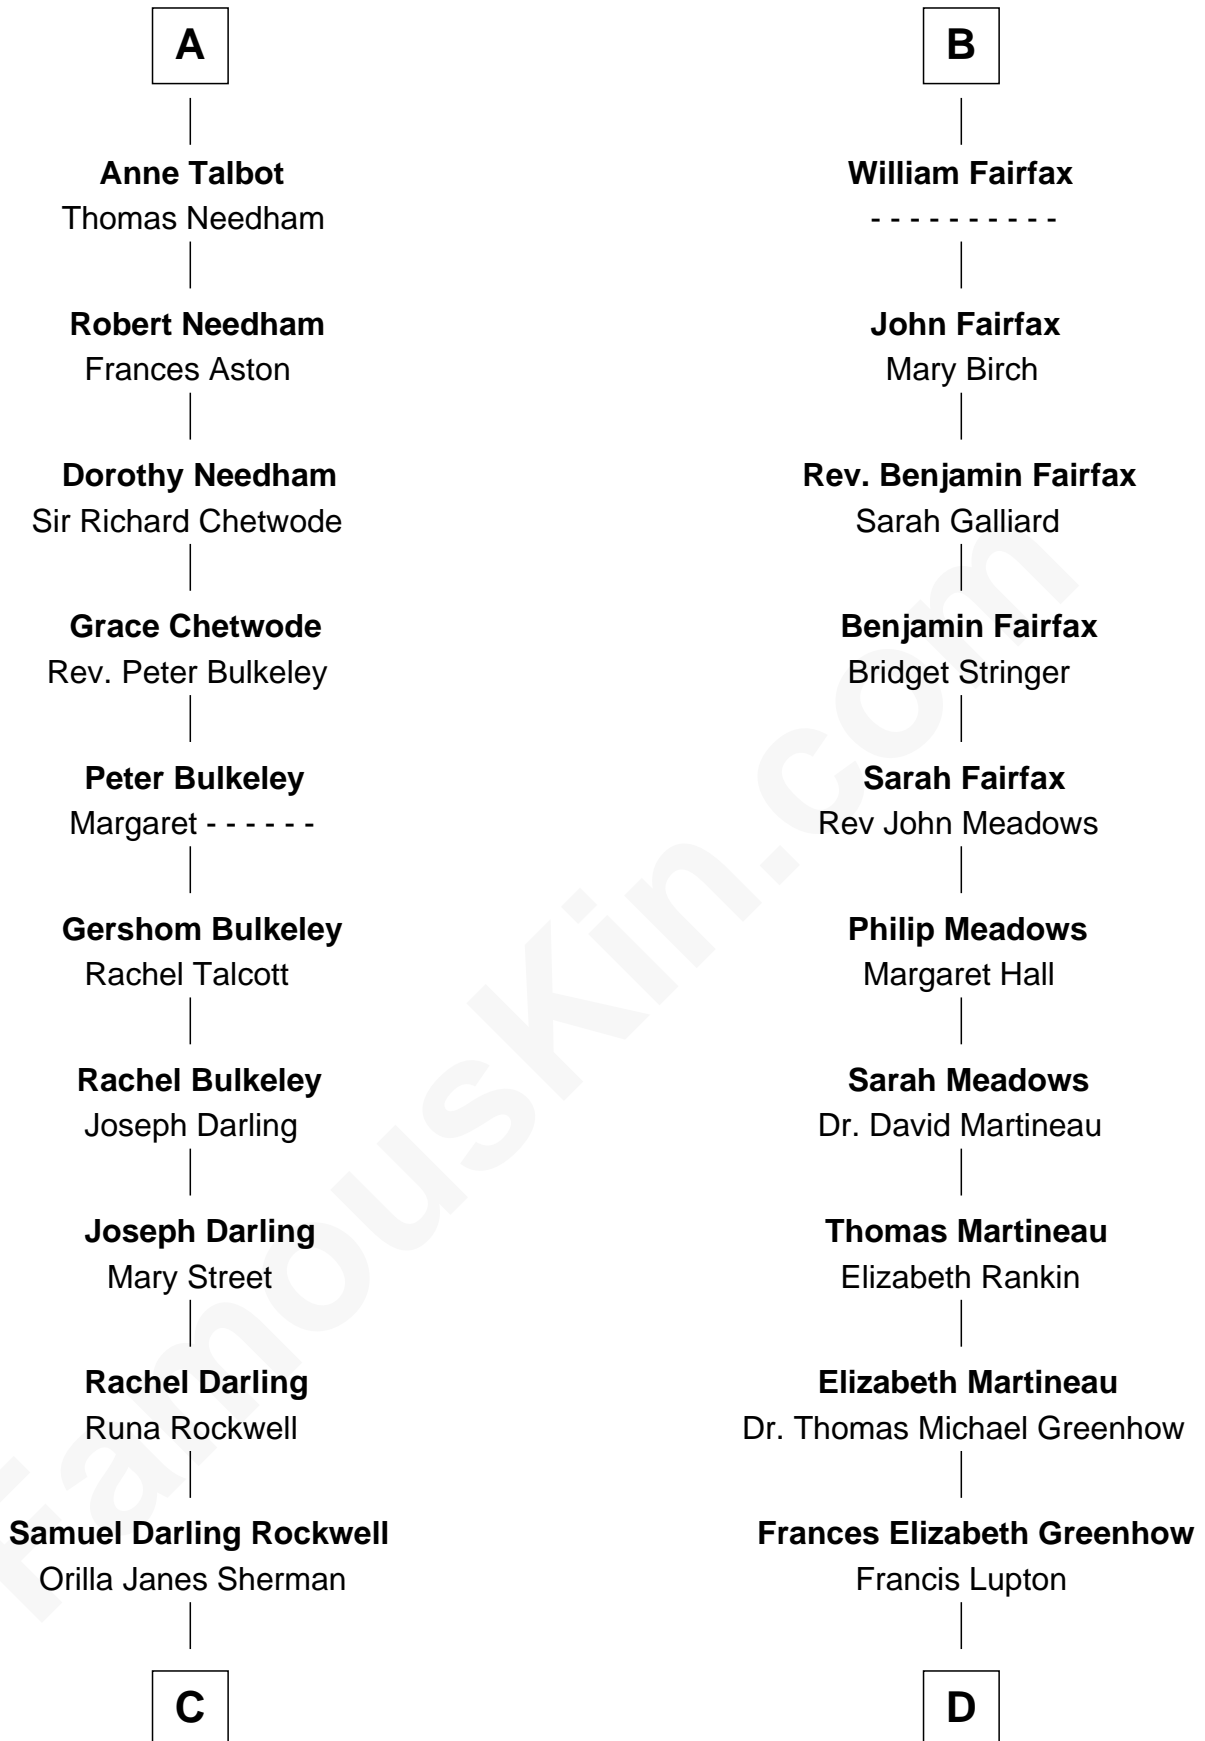 A
Anne Talbot
Thomas Needham
Robert Needham
Frances Aston
Dorothy Needham
Sir Richard Chetwode
Grace Chetwode
Rev. Peter Bulkeley
Peter Bulkeley
Margaret - - - - - -
Gershom Bulkeley
Rachel Talcott
Rachel Bulkeley
Joseph Darling
Joseph Darling
Mary Street
Rachel Darling
Runa Rockwell
Samuel Darling Rockwell
Orilla Janes Sherman
C
B
William Fairfax
- - - - - - - - - -
John Fairfax
Mary Birch
Rev. Benjamin Fairfax
Sarah Galliard
Benjamin Fairfax
Bridget Stringer
Sarah Fairfax
Rev John Meadows
Philip Meadows
Margaret Hall
Sarah Meadows
Dr. David Martineau
Thomas Martineau
Elizabeth Rankin
Elizabeth Martineau
Dr. Thomas Michael Greenhow
Frances Elizabeth Greenhow
Francis Lupton
D
FamousKin.com